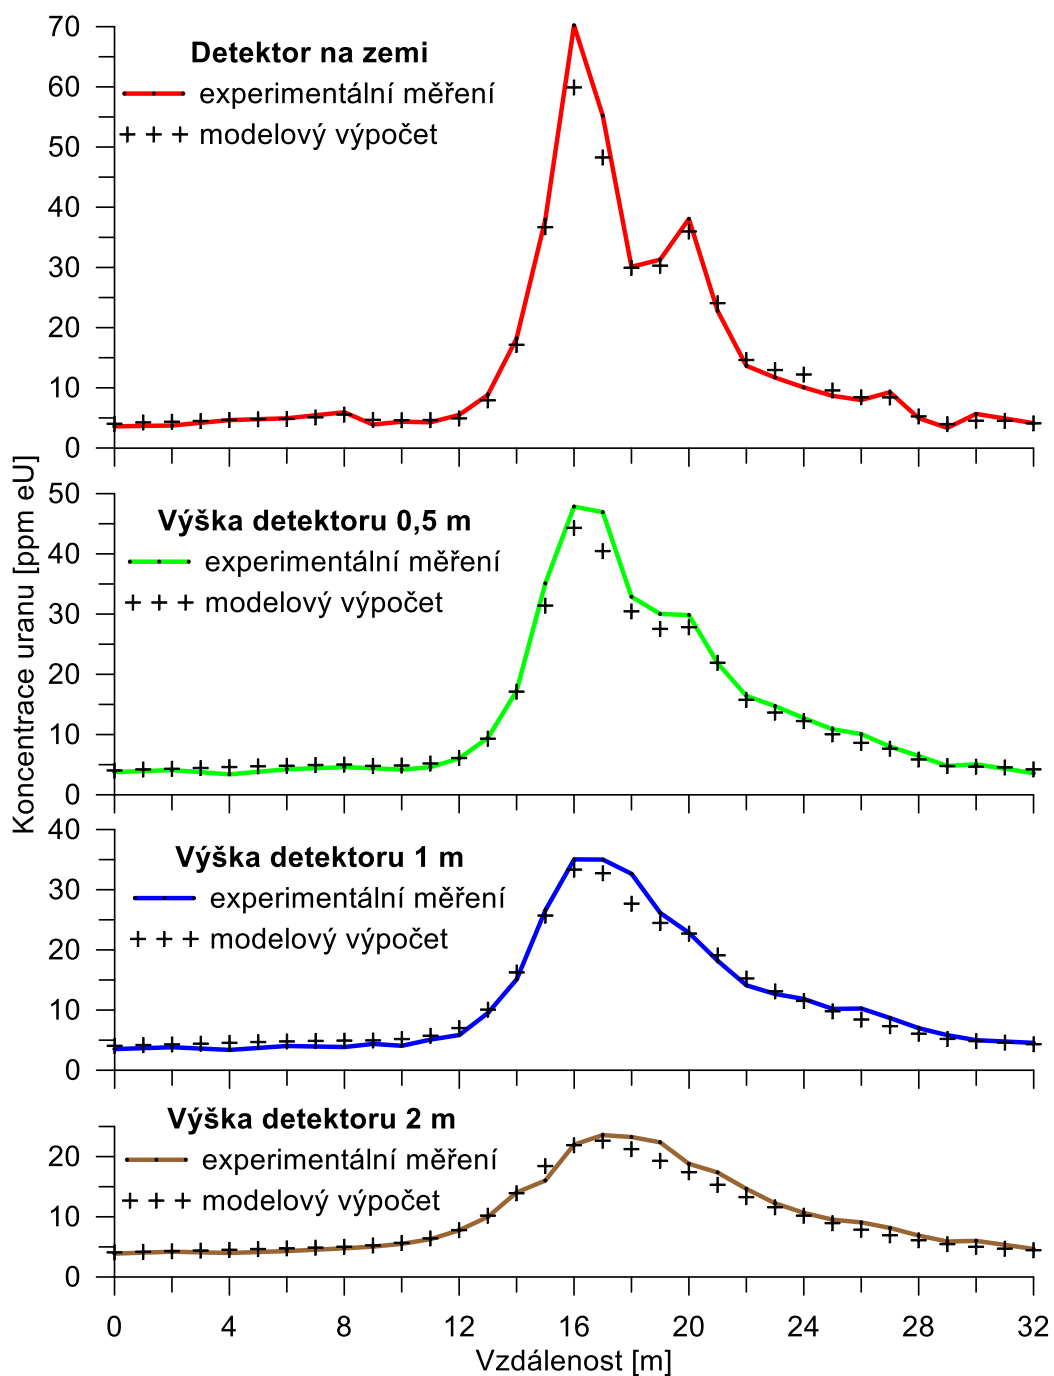 70
Detektor na zemi
60
experimentální měření
modelový výpočet
50
40
30
20
10
0
50
Výška detektoru 0,5 m
40
experimentální měření
modelový výpočet
30
20
10
0
Koncentrace uranu [ppm eU]
40
Výška detektoru 1 m
30
experimentální měření
modelový výpočet
20
10
0
Výška detektoru 2 m
20
experimentální měření
modelový výpočet
10
0
0 4 8 12 16 20 24 28 32
Vzdálenost [m]